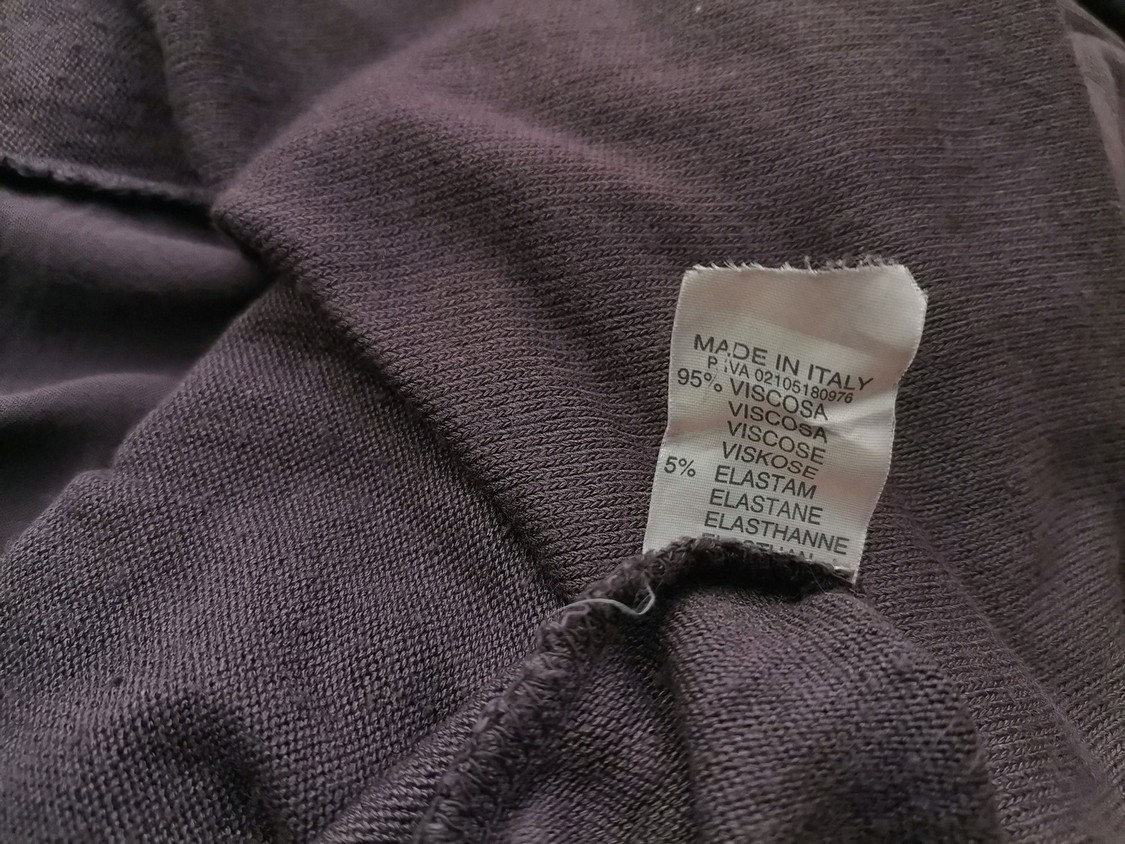 MADE IN ITALY
P.IVA 02105180976
95% VISCOSA
VISCOSA
VISCOSE
VISKOSE
5% ELASTAM
ELASTANE
ELASTHANNE